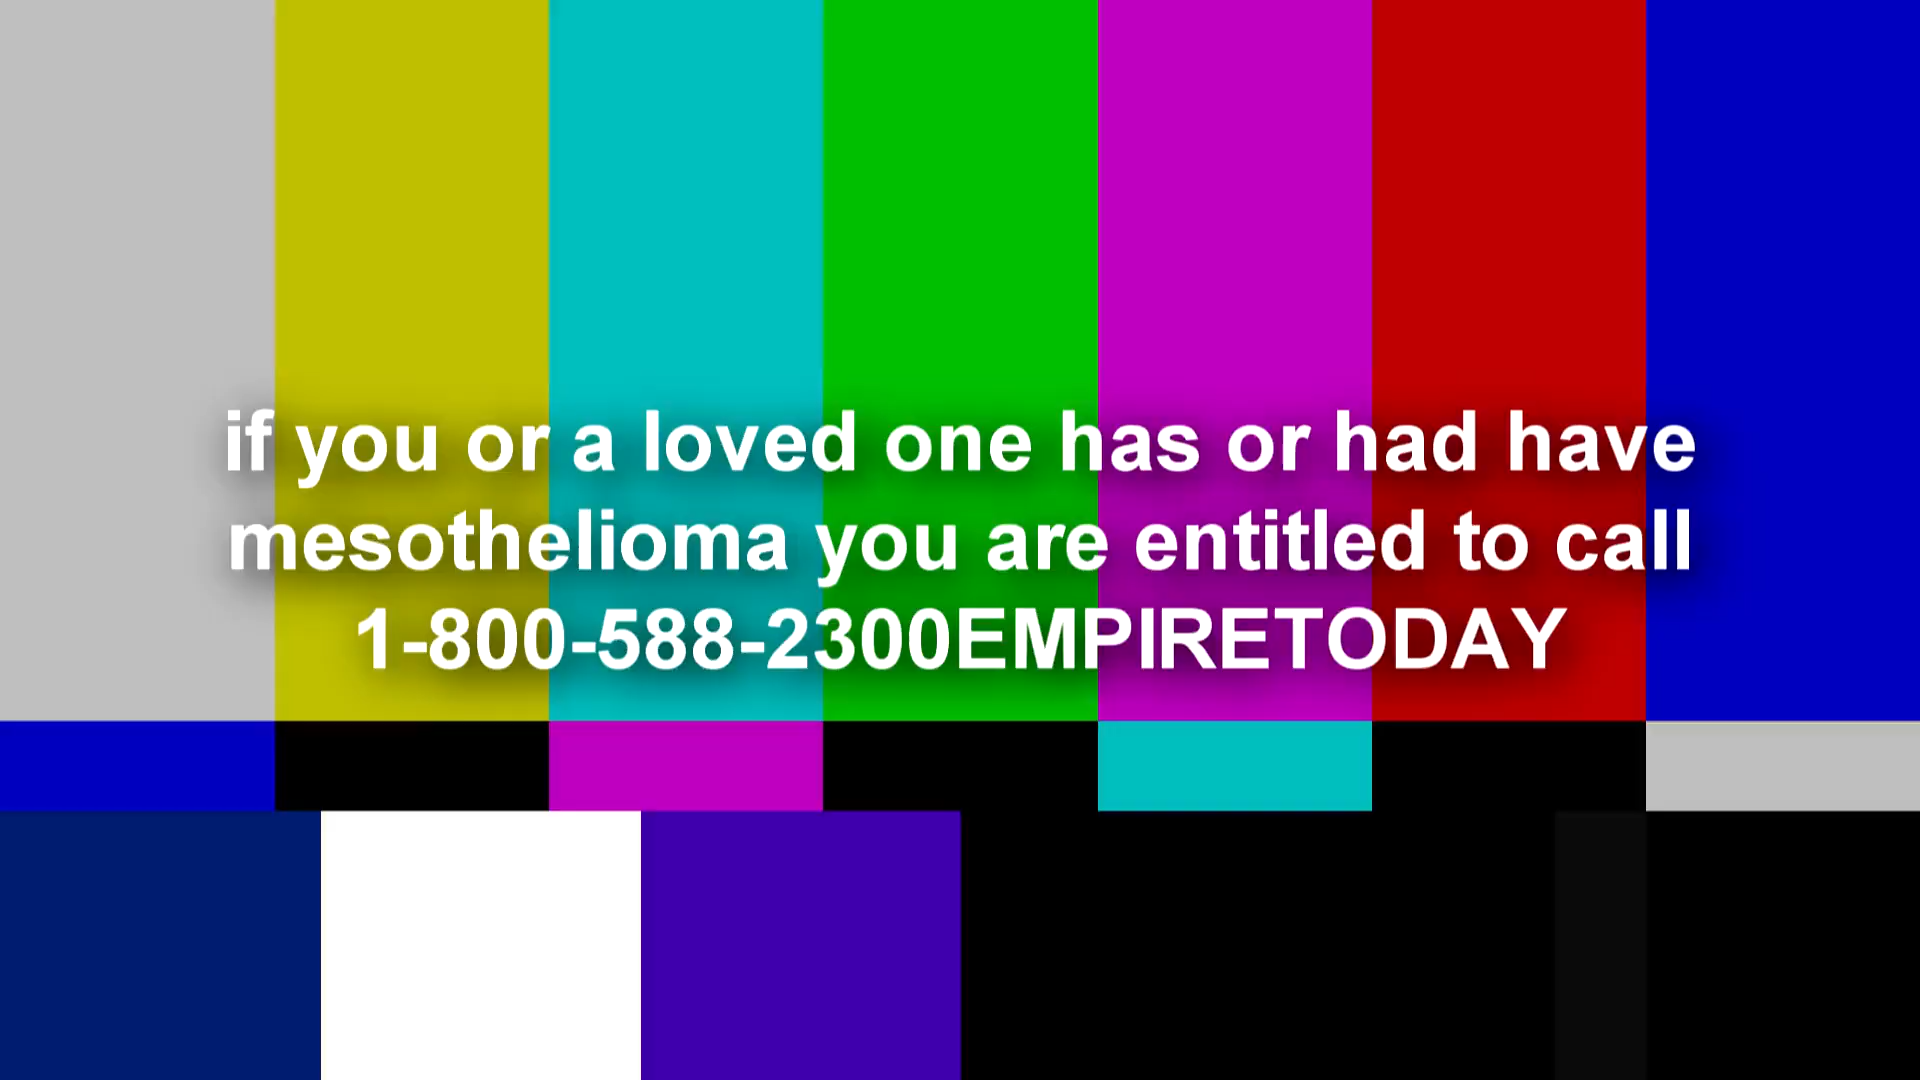 if you or a loved one has or had have
mesothelioma you are entitled to call
1-800-588-2300EMPIRETODAY